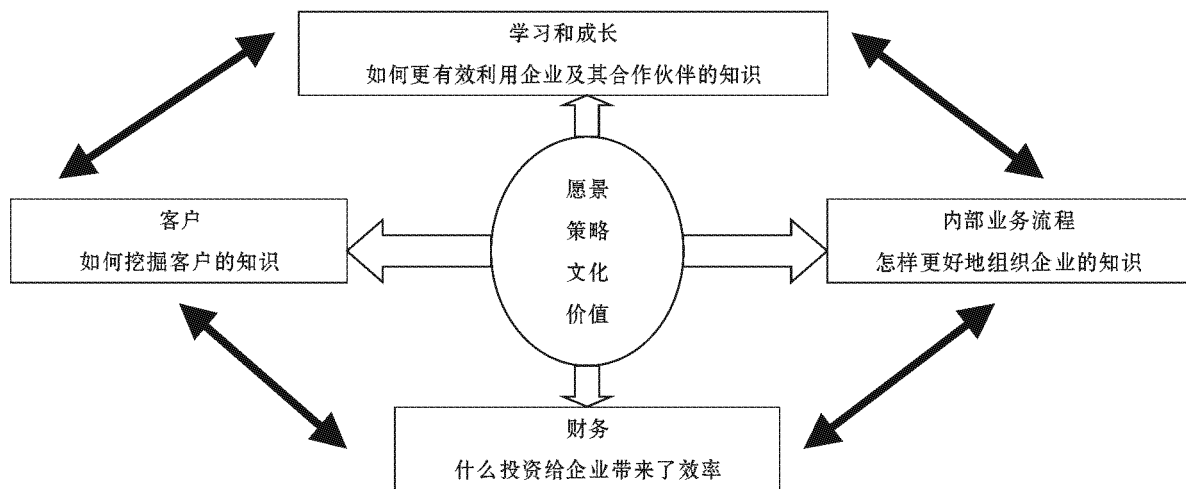 学习和成长
如何更有效利用企业及其合作伙伴的知识
客户
如何挖掘客户的知识
愿景
策略
文化
价值
内部业务流程
怎样更好地组织企业的知识
财务
什么投资给企业带来了效率